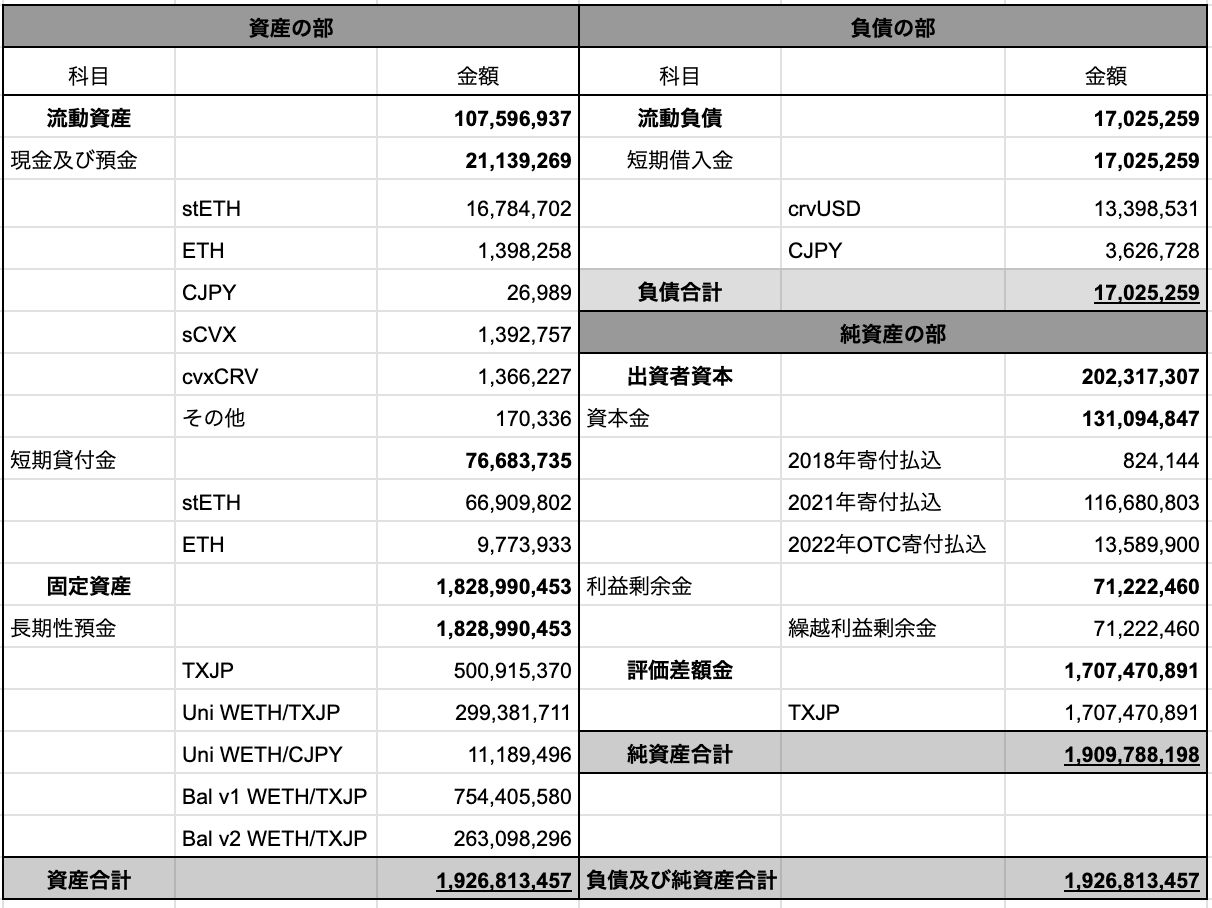 資産の部 負債の部
科目 金額 科目 金額
流動資産 107,596,937 流動負債 17,025,259
現金及び預金 21,139,269 短期借入金 17,025,259
stETH 16,784,702 crvUSD 13,398,531
ETH 1,398,258 CJPY 3,626,728
CJPY 26,989 負債合計 17,025,259
sCVX 1,392,757 純資産の部
cvxCRV 1,366,227 出資者資本 202,317,307
その他 170,336 資本金 131,094,847
短期貸付金 76,683,735 2018年寄付払込 824,144
stETH 66,909,802 2021年寄付払込 116,680,803
ETH 9,773,933 2022年OTC寄付払込 13,589,900
固定資産 1,828,990,453 利益剰余金 71,222,460
長期性預金 1,828,990,453 繰越利益剰余金 71,222,460
TXJP 500,915,370 評価差額金 1,707,470,891
Uni WETH/TXJP 299,381,711 TXJP 1,707,470,891
Uni WETH/CJPY 11,189,496 純資産合計 1,909,788,198
Bal v1 WETH/TXJP 754,405,580
Bal v2 WETH/TXJP 263,098,296
資産合計 1,926,813,457 負債及び純資産合計 1,926,813,457